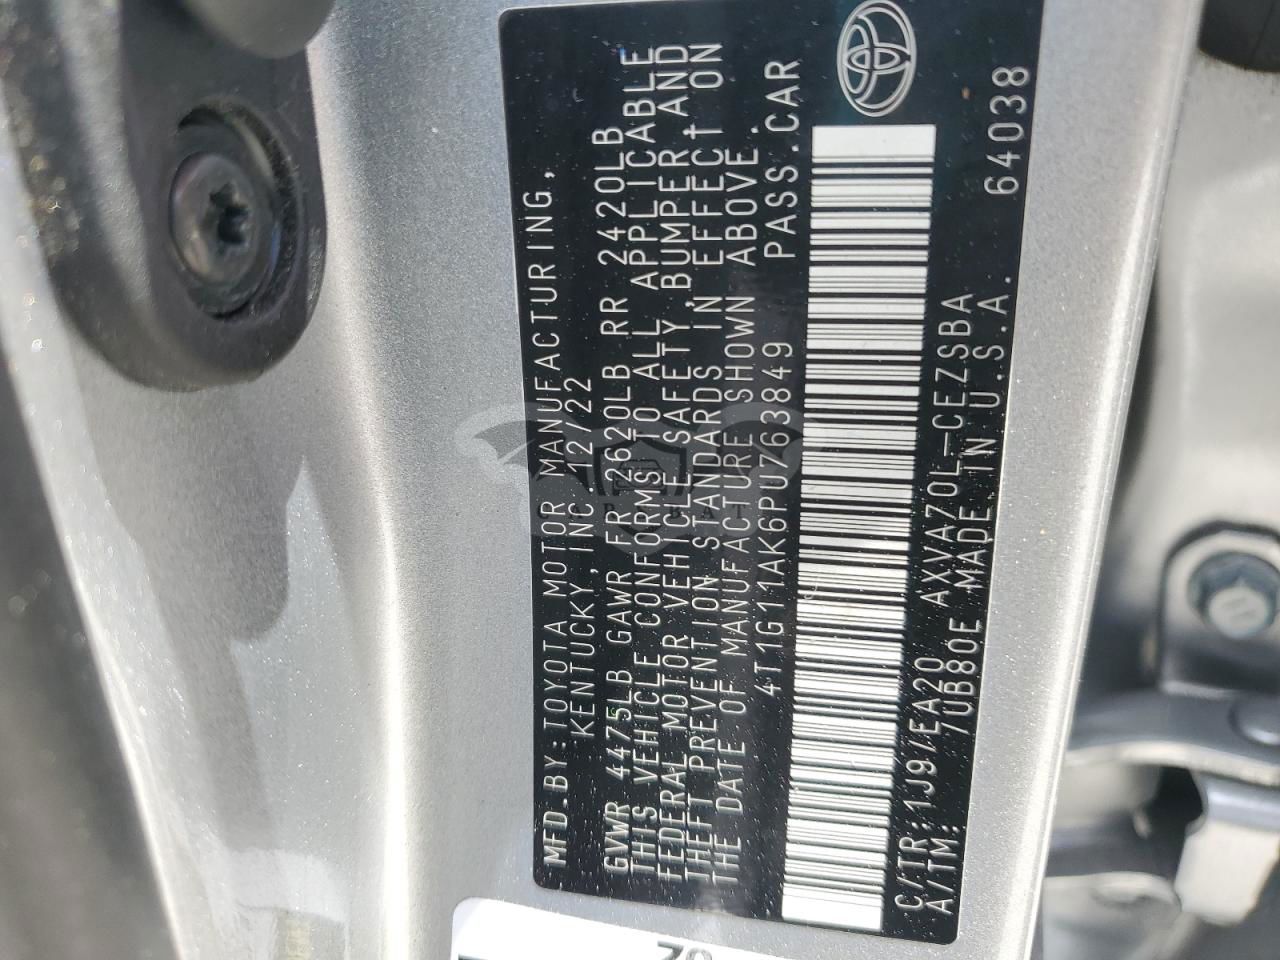 MFD.BY:TOYOTA MOTOR MANUFACTURING,
KENTUCKY,INC. 12/22
GVWR 4475LB GAWR FR 2620LB RR 2420LB
THIS VEHICLE CONFORMS TO ALL APPLICABLE
FEDERAL MOTOR VEHICLE SAFETY,BUMPER,AND
THEFT PREVENTION STANDARDS IN EFFECT ON
THE DATE OF MANUFACTURE SHOWN ABOVE.
4T1G11AK6PU763849 PASS.CAR
C/TR:1J9/EA20 AXVA70L-CEZSBA
A/TM: /UB80E MADE IN U.S.A. 64038